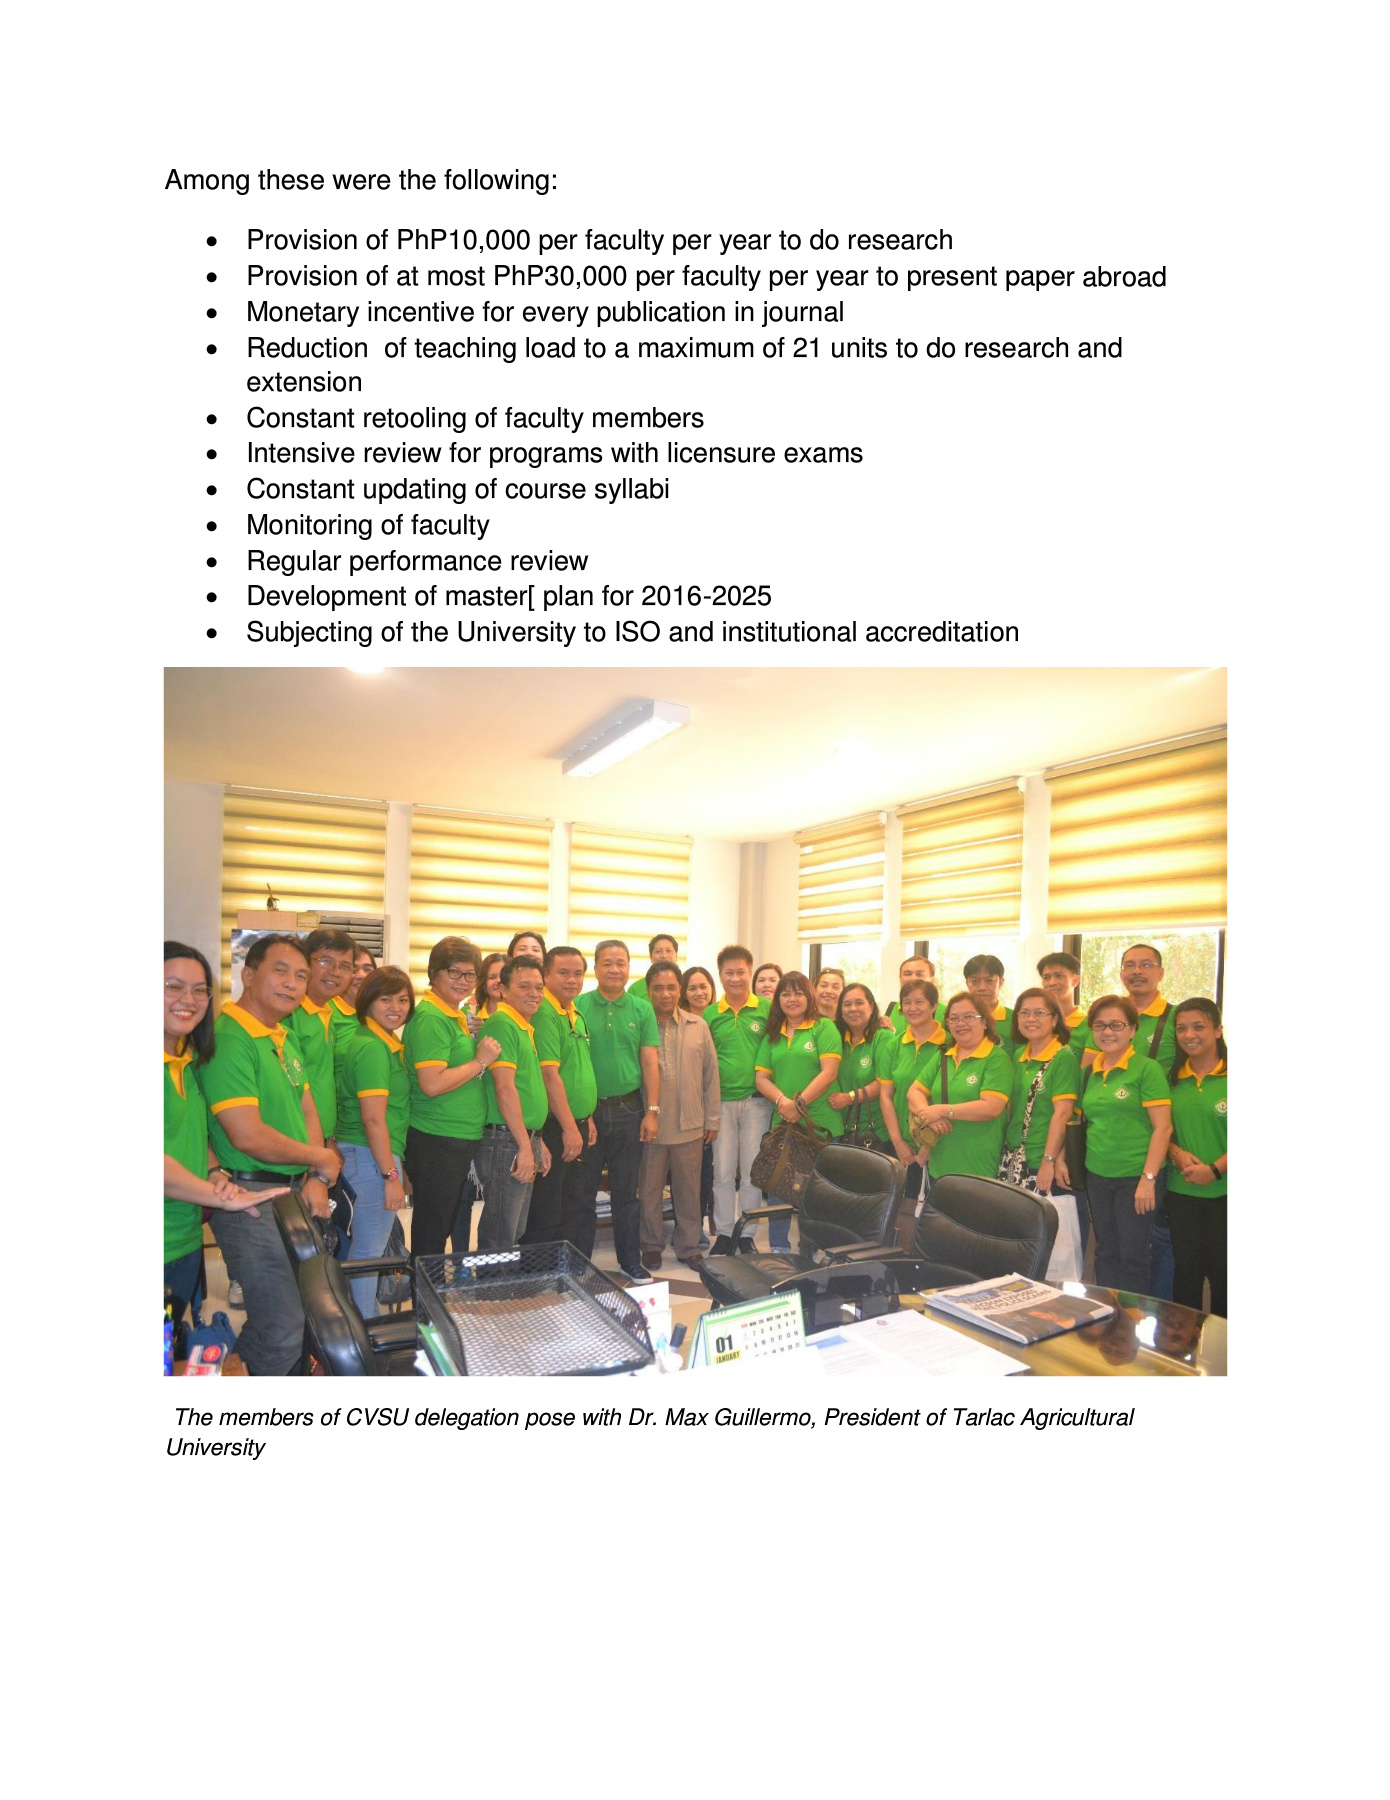 Among these were the following:
• Provision of PhP10,000 per faculty per year to do research
• Provision of at most PhP30,000 per faculty per year to present paper abroad
• Monetary incentive for every publication in journal
• Reduction  of teaching load to a maximum of 21 units to do research and
extension
• Constant retooling of faculty members
• Intensive review for programs with licensure exams
• Constant updating of course syllabi
• Monitoring of faculty
• Regular performance review
• Development of master[ plan for 2016-2025
• Subjecting of the University to ISO and institutional accreditation
01
JANUARY
The members of CVSU delegation pose with Dr. Max Guillermo, President of Tarlac Agricultural
University